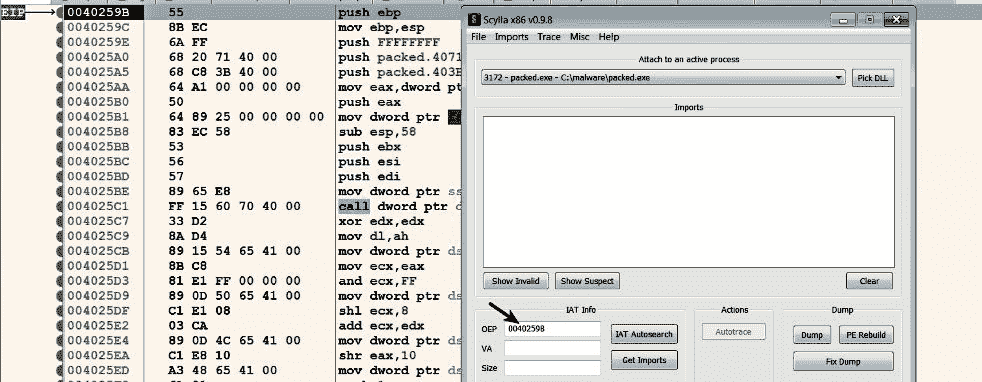 EIP 0040259B 55 push ebp
0040259C 8B EC mov ebp,esp
0040259E 6A FF push FFFFFFFF
004025A0 68 20 71 40 00 push packed.4071
004025A5 68 C8 3B 40 00 push packed.403B
004025AA 64 A1 00 00 00 00 mov eax,dword pt
004025B0 50 push eax
004025B1 64 89 25 00 00 00 00 mov dword ptr
004025B8 83 EC 58 sub esp,58
004025BB 53 push ebx
004025BC 56 push esi
004025BD 57 push edi
004025BE 89 65 E8 mov dword ptr ss
004025C1 FF 15 60 70 40 00 call dword ptr d
004025C7 33 D2 xor edx,edx
004025C9 8A D4 mov dl,ah
004025CB 89 15 54 65 41 00 mov dword ptr ds
004025D1 8B C8 mov ecx,eax
004025D3 81 E1 FF 00 00 00 and ecx,FF
004025D9 89 0D 50 65 41 00 mov dword ptr ds
004025DF C1 E1 08 shl ecx,8
004025E2 03 CA add ecx,edx
004025E4 89 0D 4C 65 41 00 mov dword ptr ds
004025EA C1 E8 10 shr eax,10
004025ED A3 48 65 41 00 mov dword ptr ds
Scylla x86 v0.9.8
File Imports Trace Misc Help
Attach to an active process
3172 - packed.exe - C:\malware\packed.exe Pick DLL
Imports
Show Invalid Show Suspect Clear
IAT Info Actions Dump
OEP 0040259B IAT Autosearch Autotrace Dump PE Rebuild
VA
Get Imports Fix Dump
Size